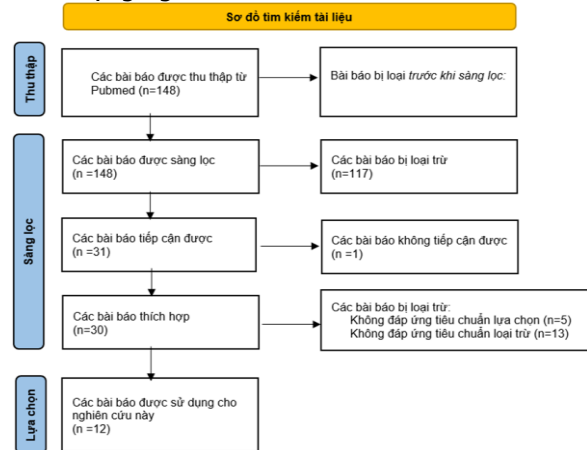 Sơ đồ tìm kiếm tài liệu
Thu thập
Các bài báo được thu thập từ
Pubmed (n=148)
Bài báo bị loại trước khi sàng lọc:
Sàng lọc
Các bài báo được sàng lọc
(n =148)
Các bài báo bị loại trừ
(n=117)
Các bài báo tiếp cận được
(n =31)
Các bài báo không tiếp cận được
(n =1)
Các bài báo thích hợp
(n=30)
Các bài báo bị loại trừ:
Không đáp ứng tiêu chuẩn lựa chọn (n=5)
Không đáp ứng tiêu chuẩn loại trừ (n=13)
Lựa chọn
Các bài báo được sử dụng cho
nghiên cứu này
(n =12)